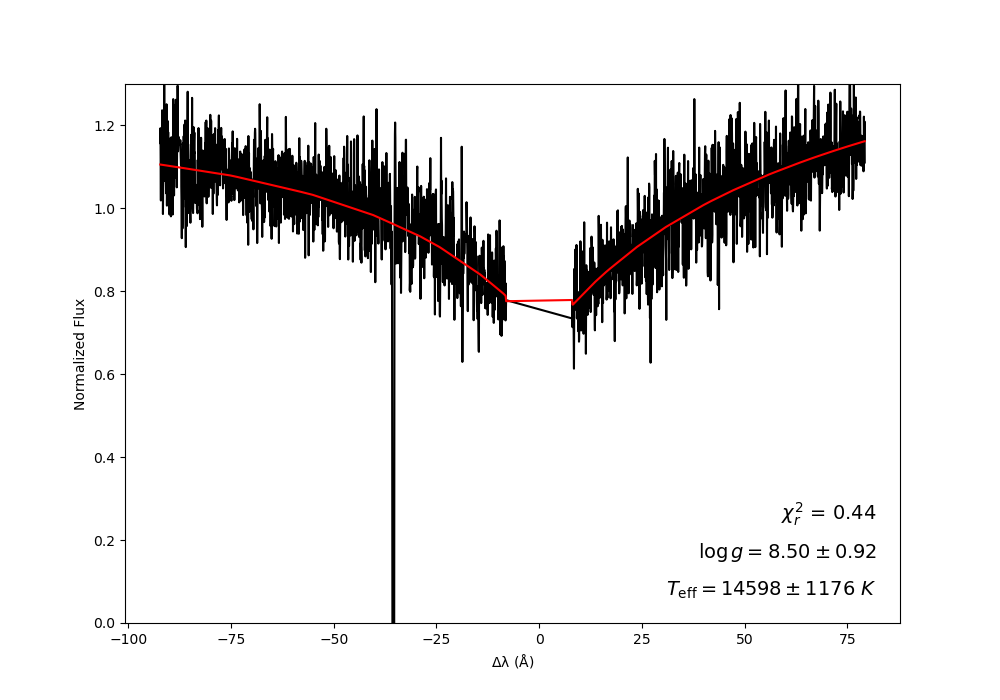 1.2
1.0
0.8
0.6
0.4
0.2
0.0
Normalized Flux
χ²ᵣ = 0.44
log g = 8.50 ± 0.92
T_eff = 14598 ± 1176 K
−100 −75 −50 −25 0 25 50 75
Δλ (Å)